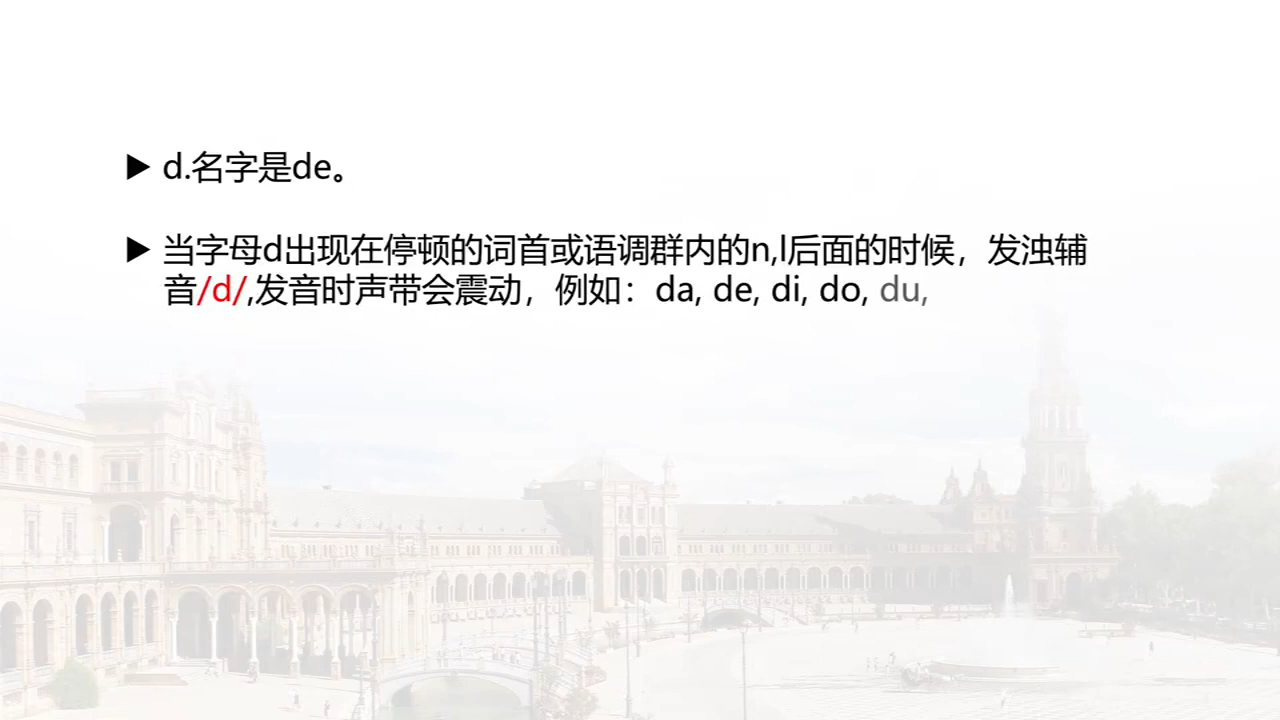 ▶ d.名字是de。
▶ 当字母d出现在停顿的词首或语调群内的n,l后面的时候，发浊辅
音/d/,发音时声带会震动，例如：da, de, di, do, du,